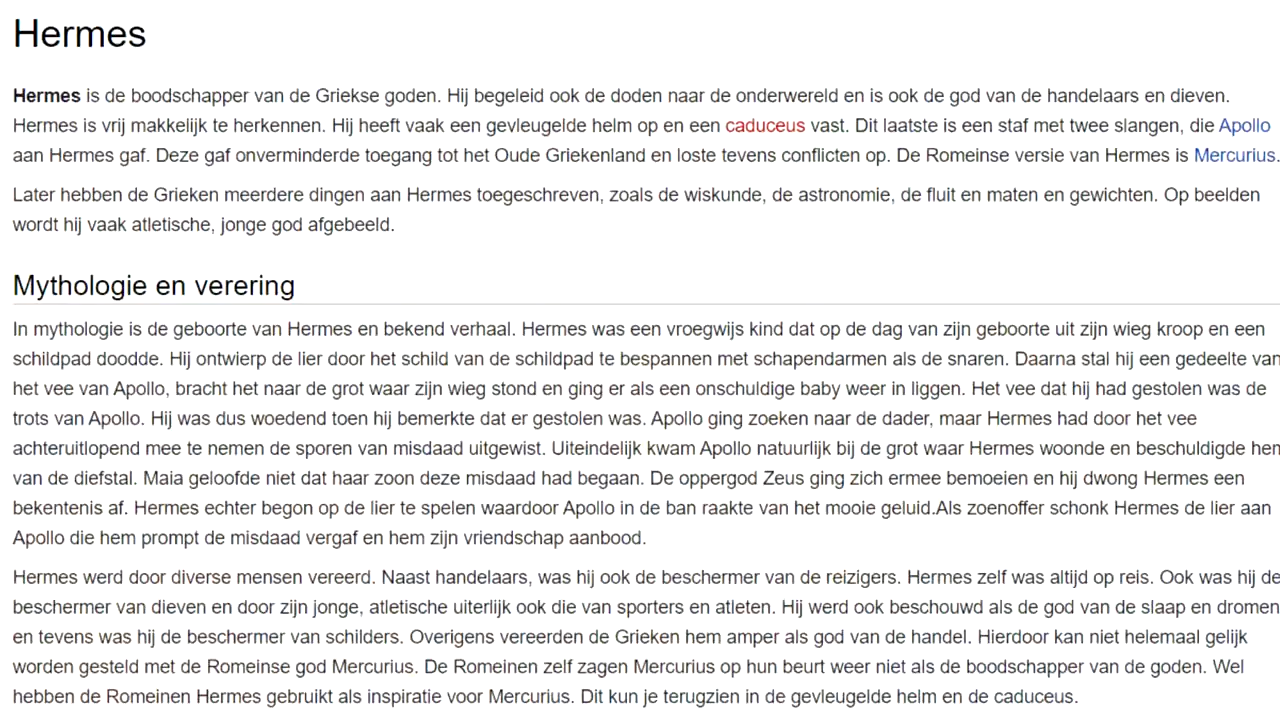 Hermes
Hermes is de boodschapper van de Griekse goden. Hij begeleid ook de doden naar de onderwereld en is ook de god van de handelaars en dieven.
Hermes is vrij makkelijk te herkennen. Hij heeft vaak een gevleugelde helm op en een caduceus vast. Dit laatste is een staf met twee slangen, die Apollo
aan Hermes gaf. Deze gaf onverminderde toegang tot het Oude Griekenland en loste tevens conflicten op. De Romeinse versie van Hermes is Mercurius.
Later hebben de Grieken meerdere dingen aan Hermes toegeschreven, zoals de wiskunde, de astronomie, de fluit en maten en gewichten. Op beelden
wordt hij vaak atletische, jonge god afgebeeld.
Mythologie en verering
In mythologie is de geboorte van Hermes en bekend verhaal. Hermes was een vroegwijs kind dat op de dag van zijn geboorte uit zijn wieg kroop en een
schildpad doodde. Hij ontwierp de lier door het schild van de schildpad te bespannen met schapendarmen als de snaren. Daarna stal hij een gedeelte van
het vee van Apollo, bracht het naar de grot waar zijn wieg stond en ging er als een onschuldige baby weer in liggen. Het vee dat hij had gestolen was de
trots van Apollo. Hij was dus woedend toen hij bemerkte dat er gestolen was. Apollo ging zoeken naar de dader, maar Hermes had door het vee
achteruitlopend mee te nemen de sporen van misdaad uitgewist. Uiteindelijk kwam Apollo natuurlijk bij de grot waar Hermes woonde en beschuldigde hem
van de diefstal. Maia geloofde niet dat haar zoon deze misdaad had begaan. De oppergod Zeus ging zich ermee bemoeien en hij dwong Hermes een
bekentenis af. Hermes echter begon op de lier te spelen waardoor Apollo in de ban raakte van het mooie geluid.Als zoenoffer schonk Hermes de lier aan
Apollo die hem prompt de misdaad vergaf en hem zijn vriendschap aanbood.
Hermes werd door diverse mensen vereerd. Naast handelaars, was hij ook de beschermer van de reizigers. Hermes zelf was altijd op reis. Ook was hij de
beschermer van dieven en door zijn jonge, atletische uiterlijk ook die van sporters en atleten. Hij werd ook beschouwd als de god van de slaap en dromen
en tevens was hij de beschermer van schilders. Overigens vereerden de Grieken hem amper als god van de handel. Hierdoor kan niet helemaal gelijk
worden gesteld met de Romeinse god Mercurius. De Romeinen zelf zagen Mercurius op hun beurt weer niet als de boodschapper van de goden. Wel
hebben de Romeinen Hermes gebruikt als inspiratie voor Mercurius. Dit kun je terugzien in de gevleugelde helm en de caduceus.